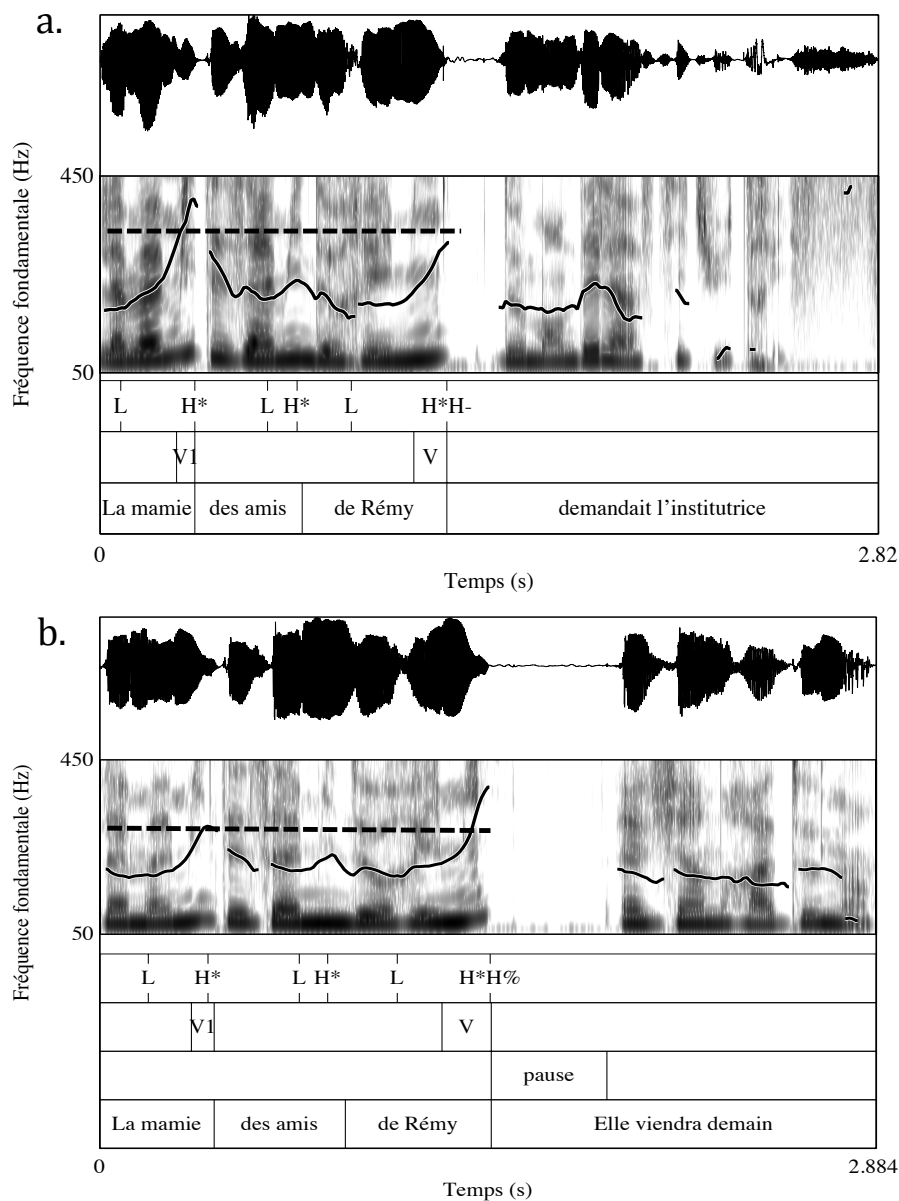 a.
450
Fréquence fondamentale (Hz)
50
L H* L H* L H*H-
V1 V
La mamie des amis de Rémy demandait l’institutrice
0 2.82
Temps (s)
b.
450
Fréquence fondamentale (Hz)
50
L H* L H* L H*H%
V1 V
pause
La mamie des amis de Rémy Elle viendra demain
0 2.884
Temps (s)